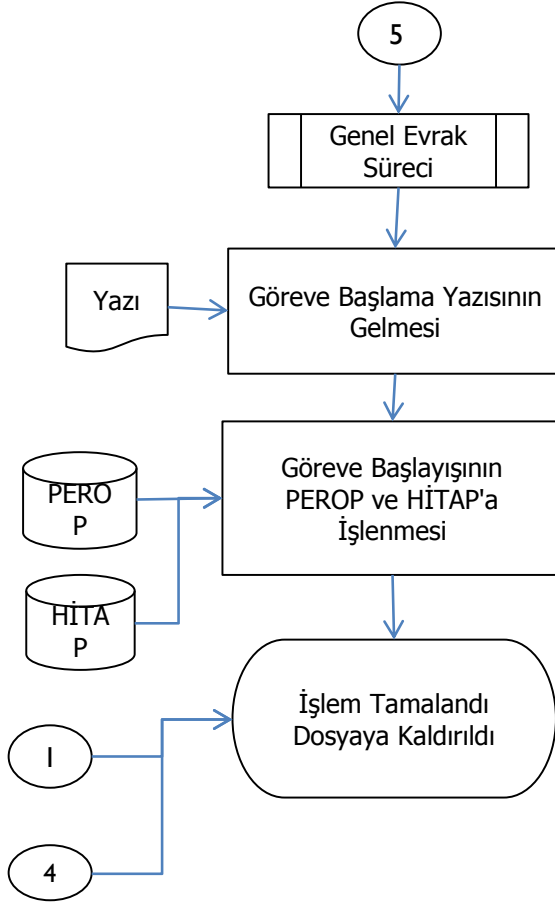 5
Genel Evrak
Süreci
Yazı
Göreve Başlama Yazısının
Gelmesi
PERO
P
Göreve Başlayışının
PEROP ve HİTAP'a
İşlenmesi
HİTA
P
İşlem Tamalandı
Dosyaya Kaldırıldı
I
4